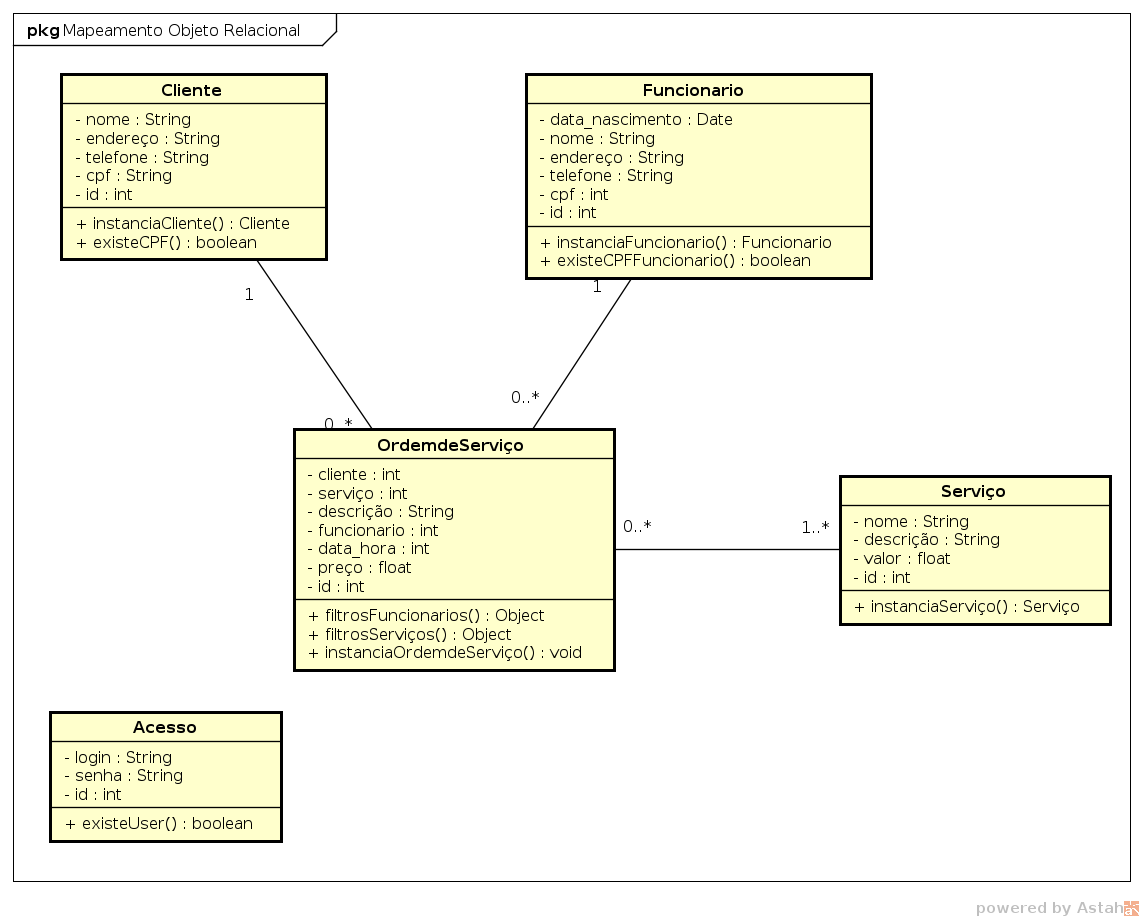 pkg Mapeamento Objeto Relacional
Cliente
- nome : String
- endereço : String
- telefone : String
- cpf : String
- id : int
+ instanciaCliente() : Cliente
+ existeCPF() : boolean
Funcionario
- data_nascimento : Date
- nome : String
- endereço : String
- telefone : String
- cpf : int
- id : int
+ instanciaFuncionario() : Funcionario
+ existeCPFFuncionario() : boolean
1
1
0..*
0..*
OrdemdeServiço
- cliente : int
- serviço : int
- descrição : String
- funcionario : int
- data_hora : int
- preço : float
- id : int
+ filtrosFuncionarios() : Object
+ filtrosServiços() : Object
+ instanciaOrdemdeServiço() : void
0..*
1..*
Serviço
- nome : String
- descrição : String
- valor : float
- id : int
+ instanciaServiço() : Serviço
Acesso
- login : String
- senha : String
- id : int
+ existeUser() : boolean
powered by Astah